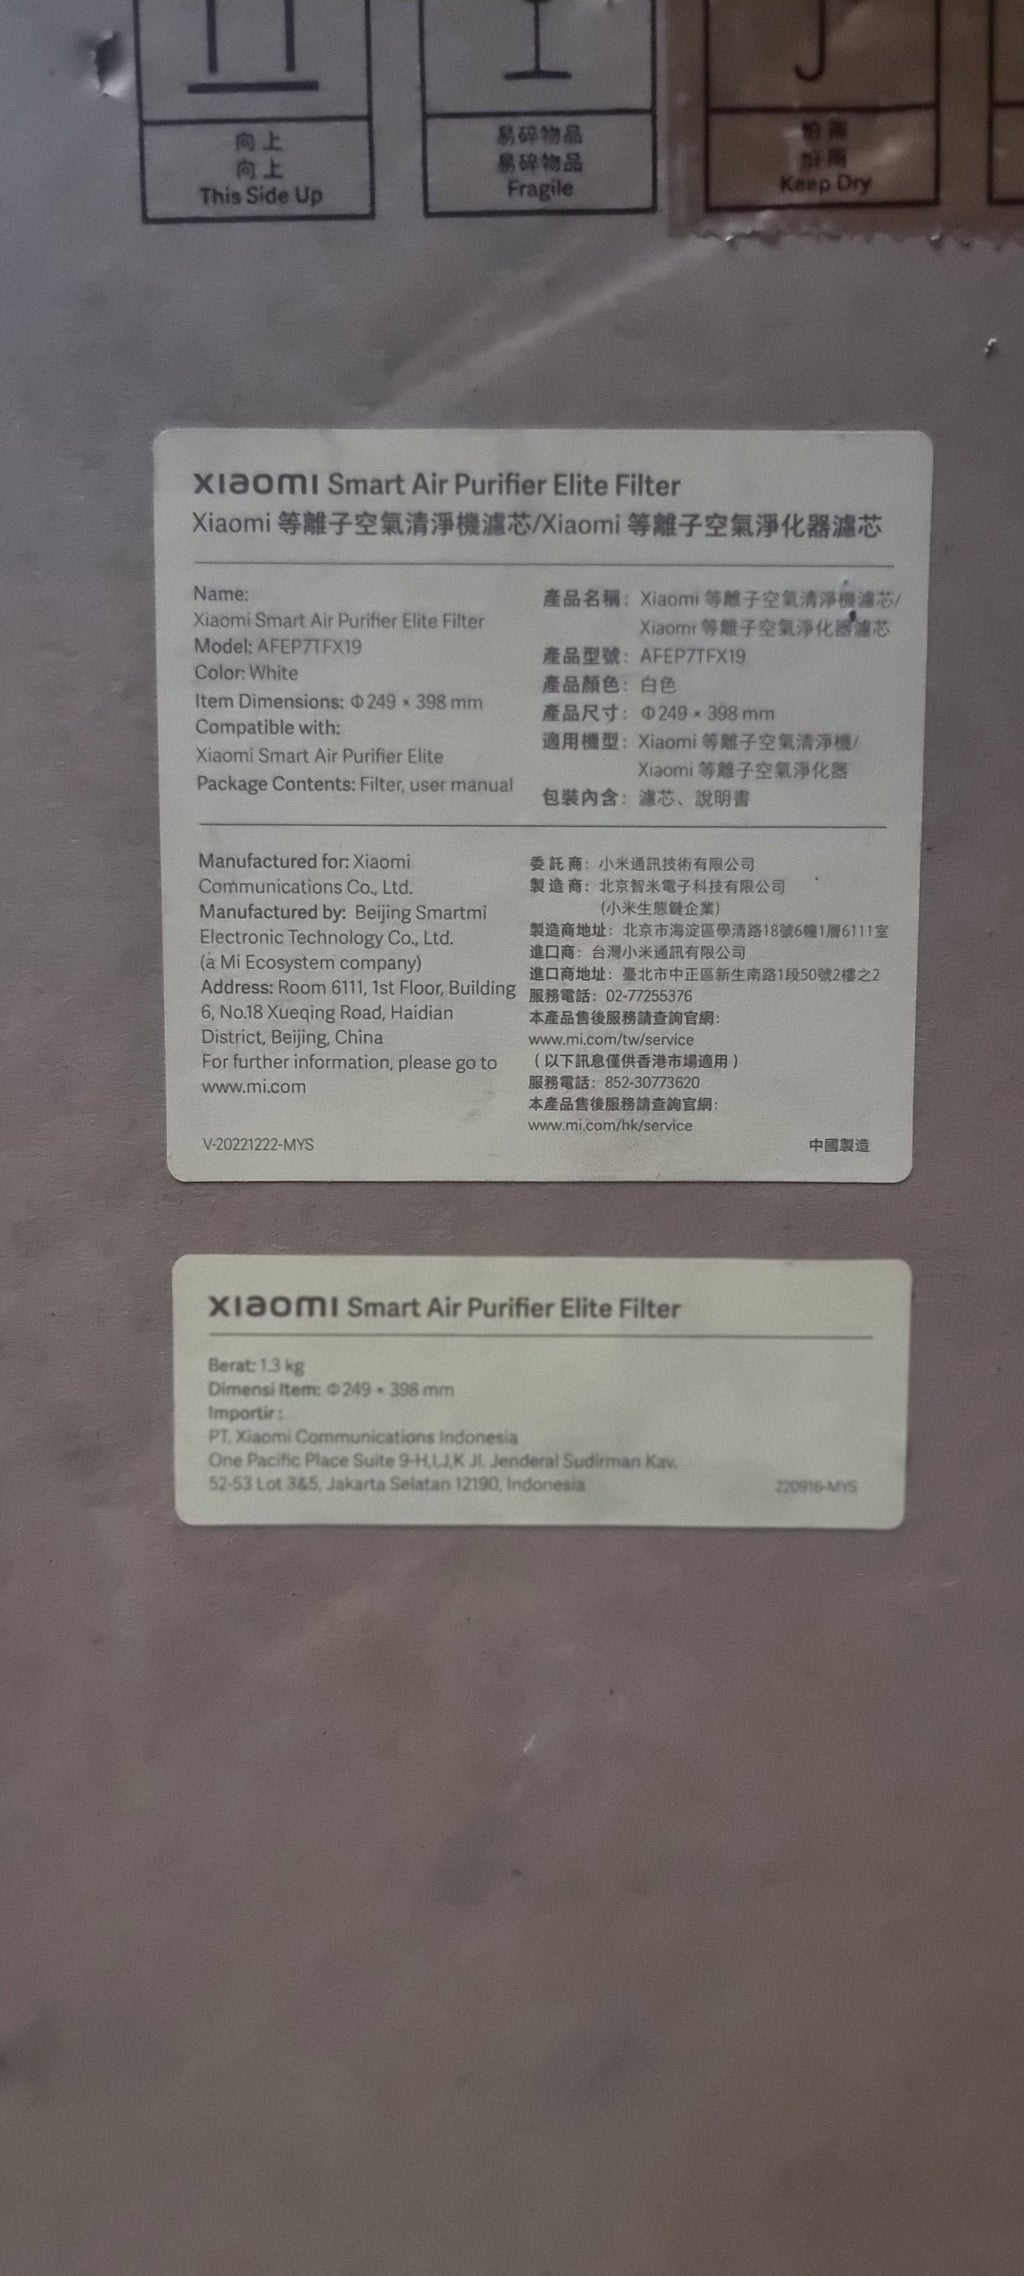 向上
向上
This Side Up
易碎物品
易碎物品
Fragile
怕雨
Keep Dry
xiaomi Smart Air Purifier Elite Filter
Xiaomi 等離子空氣清淨機濾芯/Xiaomi 等離子空氣淨化器濾芯
Name:
Xiaomi Smart Air Purifier Elite Filter
Model: AFEP7TFX19
Color: White
Item Dimensions: Φ249 × 398 mm
Compatible with:
Xiaomi Smart Air Purifier Elite
Package Contents: Filter, user manual
產品名稱：Xiaomi 等離子空氣清淨機濾芯/
Xiaomi 等離子空氣淨化器濾芯
產品型號：AFEP7TFX19
產品顏色：白色
產品尺寸：Φ249 × 398 mm
適用機型：Xiaomi 等離子空氣清淨機/
Xiaomi 等離子空氣淨化器
包裝內含：濾芯、說明書
Manufactured for: Xiaomi
Communications Co., Ltd.
Manufactured by: Beijing Smartmi
Electronic Technology Co., Ltd.
(a Mi Ecosystem company)
Address: Room 6111, 1st Floor, Building
6, No.18 Xueqing Road, Haidian
District, Beijing, China
For further information, please go to
www.mi.com
V-20221222-MYS
委託商：小米通訊技術有限公司
製造商：北京智米電子科技有限公司
(小米生態鏈企業)
製造商地址：北京市海淀區學清路18號6幢1層6111室
進口商：台灣小米通訊有限公司
進口商地址：臺北市中正區新生南路1段50號2樓之2
服務電話：02-77255376
本產品售後服務請查詢官網：
www.mi.com/tw/service
（以下訊息僅供香港市場適用）
服務電話：852-30773620
本產品售後服務請查詢官網：
www.mi.com/hk/service
中國製造
xiaomi Smart Air Purifier Elite Filter
Berat: 1.3 kg
Dimensi Item: Φ249 × 398 mm
Importir :
PT. Xiaomi Communications Indonesia
One Pacific Place Suite 9-H,I,J,K Jl. Jenderal Sudirman Kav.
52-53 Lot 3&5, Jakarta Selatan 12190, Indonesia
220916-MYS